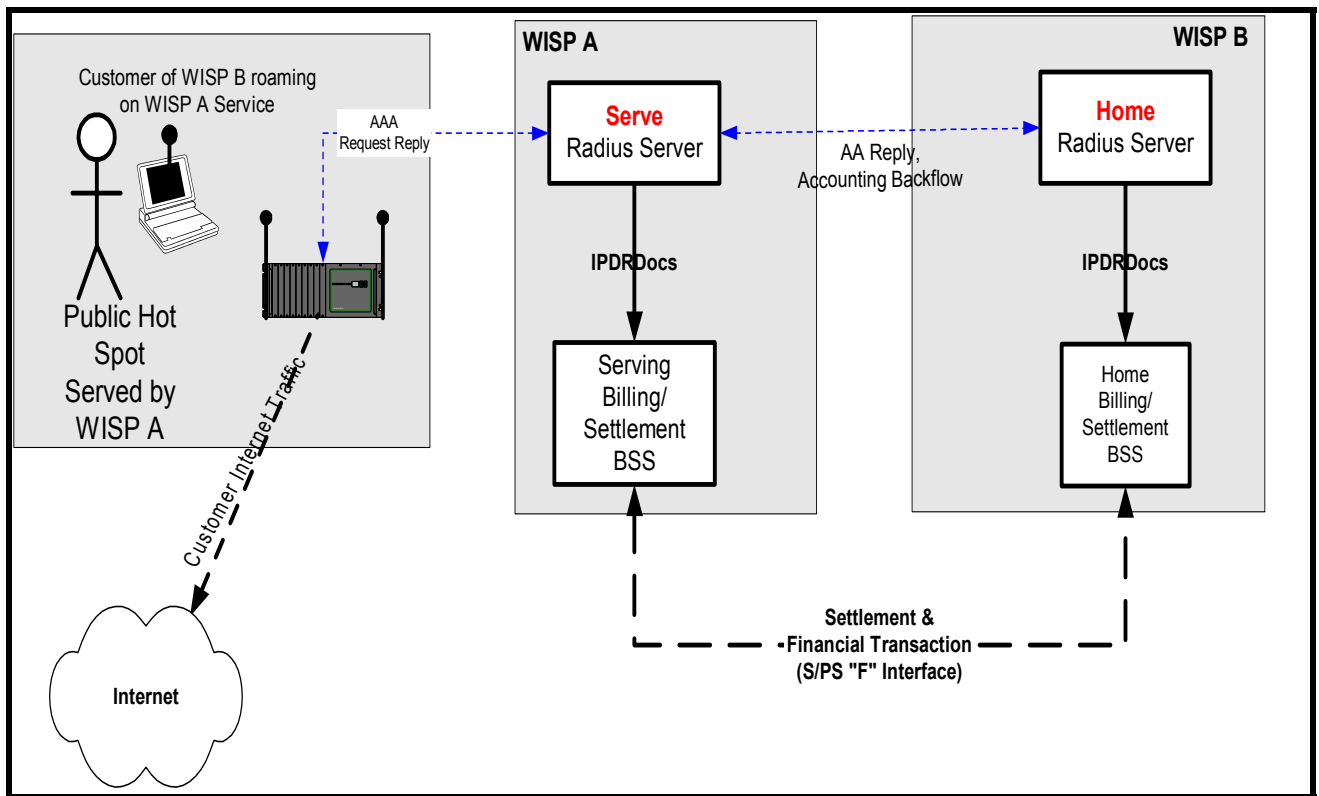 Customer of WISP B roaming
on WISP A Service
Public Hot
Spot
Served by
WISP A
AAA
Request Reply
Customer Internet Traffic
Internet
WISP A
Serve
Radius Server
IPDRDocs
Serving
Billing/
Settlement
BSS
AA Reply,
Accounting Backflow
WISP B
Home
Radius Server
IPDRDocs
Home
Billing/
Settlement
BSS
Settlement &
Financial Transaction
(S/PS "F" Interface)